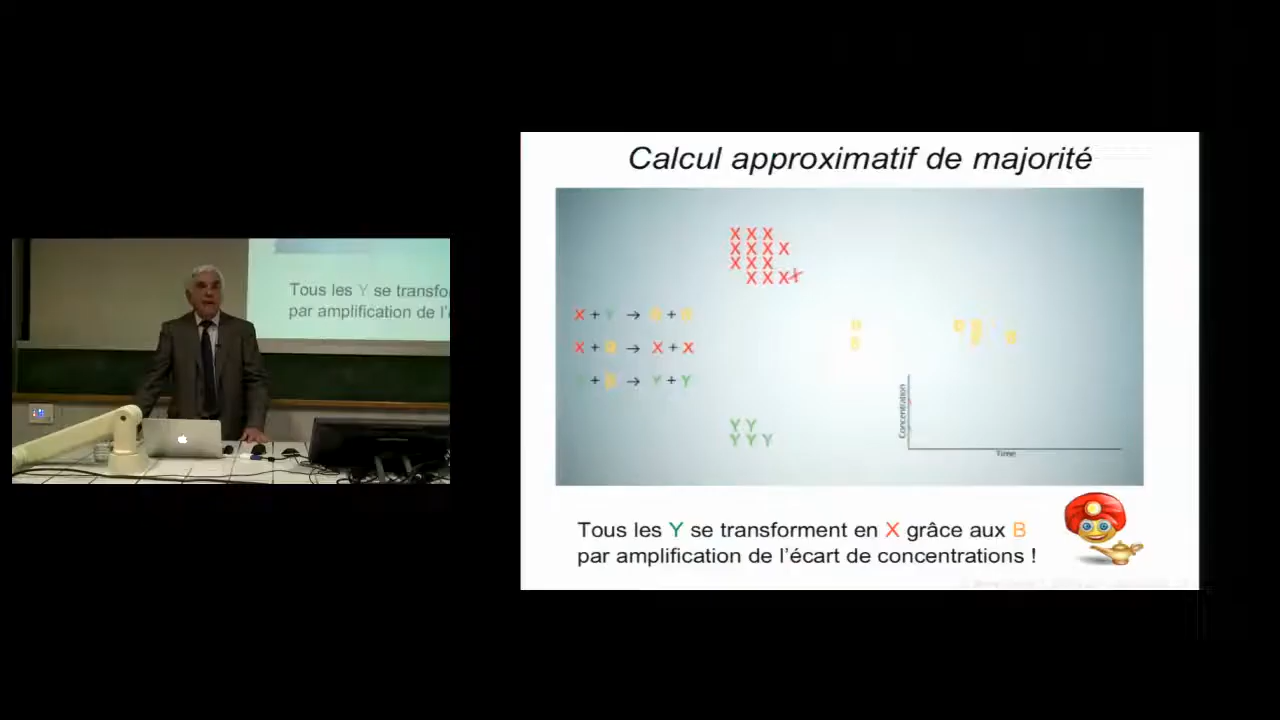 Calcul approximatif de majorité
X X X
X X X X
X X X
X X X X
X + Y → B + B
X + B → X + X
Y + B → Y + Y
B
B
B B
B B
Y Y
Y Y Y
Concentration
Time
Tous les Y se transforment en X grâce aux B
par amplification de l'écart de concentrations !
Tous les Y se transfo
par amplification de l'